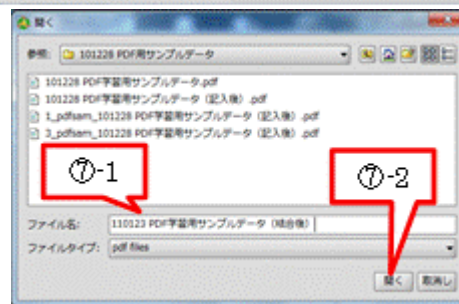 開く
参照: 101228 PDF用サンプルデータ
101228 PDF学習用サンプルデータ.pdf
101228 PDF学習用サンプルデータ（記入後）.pdf
1_pdfsam_101228 PDF学習用サンプルデータ（記入後）.pdf
3_pdfsam_101228 PDF学習用サンプルデータ（記入後）.pdf
⑦-1
⑦-2
ファイル名: 110123 PDF学習用サンプルデータ（結合後）
ファイルタイプ: pdf files
開く 取消し